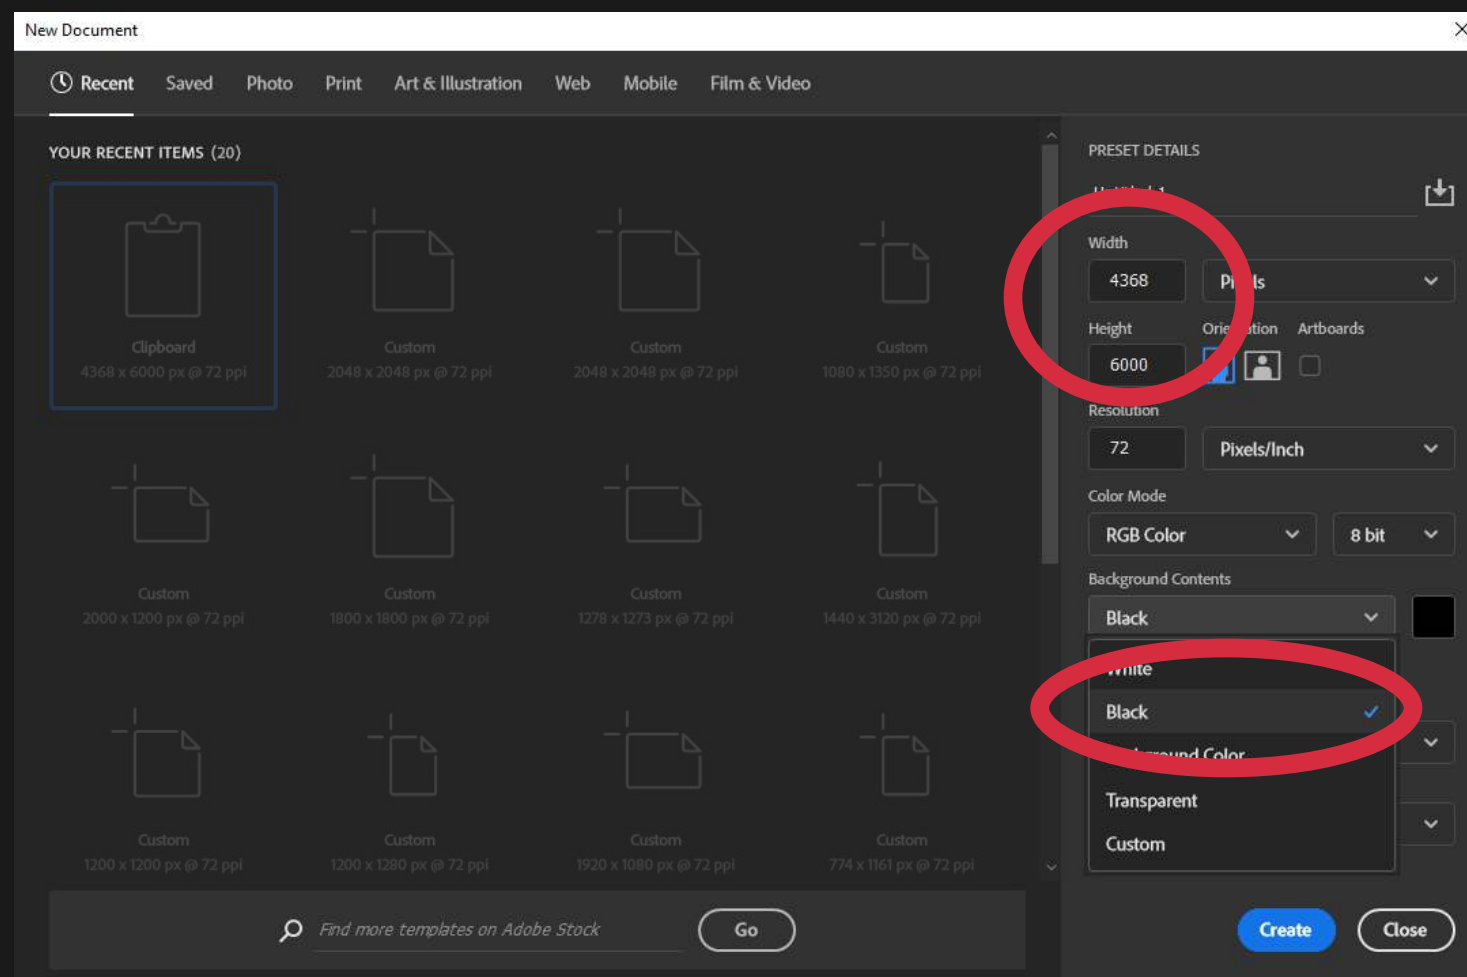 New Document
Recent Saved Photo Print Art & Illustration Web Mobile Film & Video
YOUR RECENT ITEMS (20)
Clipboard
4368 x 6000 px @ 72 ppi
Custom
2048 x 2048 px @ 72 ppi
Custom
2048 x 2048 px @ 72 ppi
Custom
1080 x 1350 px @ 72 ppi
Custom
2000 x 1200 px @ 72 ppi
Custom
1800 x 1800 px @ 72 ppi
Custom
1278 x 1273 px @ 72 ppi
Custom
1440 x 3120 px @ 72 ppi
Custom
1200 x 1200 px @ 72 ppi
Custom
1200 x 1280 px @ 72 ppi
Custom
1920 x 1080 px @ 72 ppi
Custom
774 x 1161 px @ 72 ppi
Find more templates on Adobe Stock
Go
PRESET DETAILS
Width
4368 Pixels
Height Orientation Artboards
6000
Resolution
72 Pixels/Inch
Color Mode
RGB Color 8 bit
Background Contents
Black
White
Black
Color
Transparent
Custom
Create Close